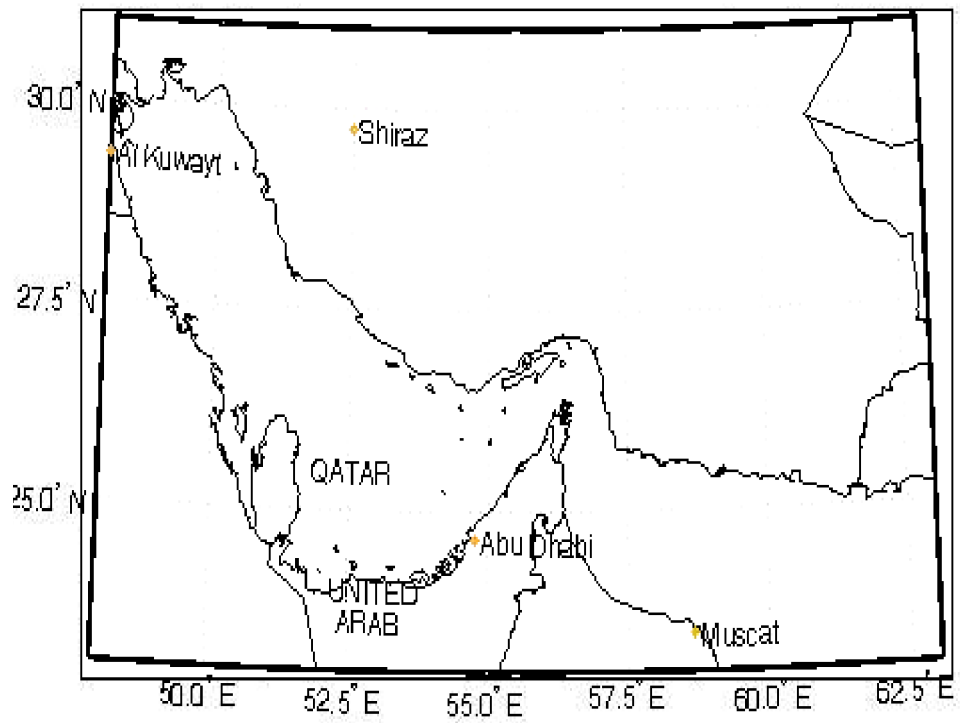 30.0° N
Shiraz
Al Kuwayt
27.5° N
QATAR
25.0° N
Abu Dhabi
UNITED
ARAB
Muscat
50.0° E
52.5° E
55.0° E
57.5° E
60.0° E
62.5° E